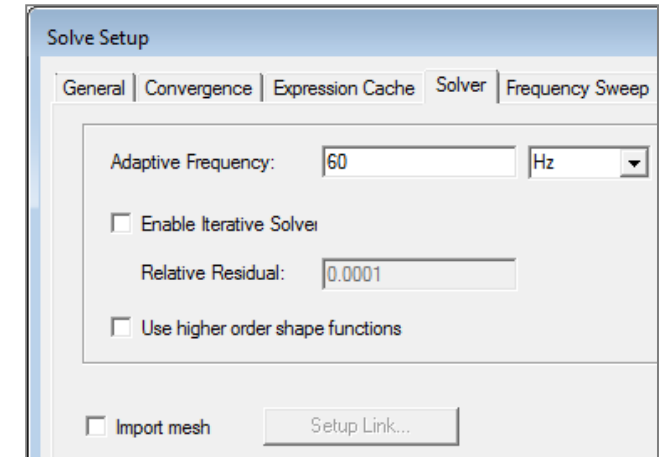 Solve Setup
General Convergence Expression Cache Solver Frequency Sweep
Adaptive Frequency: 60 Hz
Enable Iterative Solver
Relative Residual: 0.0001
Use higher order shape functions
Import mesh Setup Link...